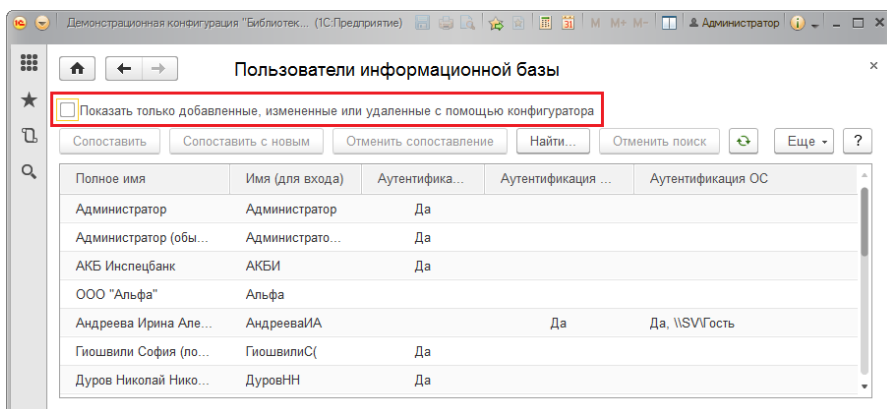 1С Демонстрационная конфигурация "Библиотек... (1С:Предприятие) 31 M M+ M- Администратор i
Пользователи информационной базы
Показать только добавленные, измененные или удаленные с помощью конфигуратора
Сопоставить Сопоставить с новым Отменить сопоставление Найти... Отменить поиск Еще ?
Полное имя Имя (для входа) Аутентифика... Аутентификация ... Аутентификация ОС
Администратор Администратор Да
Администратор (обы... Администрато... Да
АКБ Инспецбанк АКБИ Да
ООО "Альфа" Альфа
Андреева Ирина Але... АндрееваИА Да Да, \\SV\Гость
Гиошвили София (ло... ГиошвилиС( Да
Дуров Николай Нико... ДуровНН Да